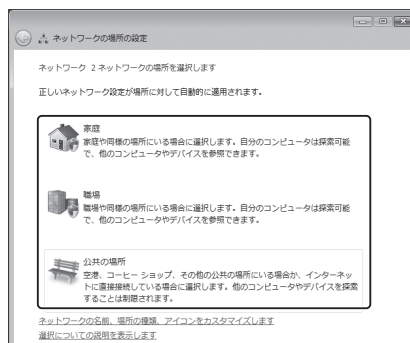 ネットワークの場所の設定
ネットワーク 2 ネットワークの場所を選択します
正しいネットワーク設定が場所に対して自動的に適用されます。
家庭
家庭や同様の場所にいる場合に選択します。自分のコンピュータは探索可能
で、他のコンピュータやデバイスを参照できます。
職場
職場や同様の場所にいる場合に選択します。自分のコンピュータは探索可能
で、他のコンピュータやデバイスを参照できます。
公共の場所
空港、コーヒー ショップ、その他の公共の場所にいる場合か、インターネッ
トに直接接続している場合に選択します。他のコンピュータやデバイスを探索
することは制限されます。
ネットワークの名前、場所の種類、アイコンをカスタマイズします
選択についての説明を表示します